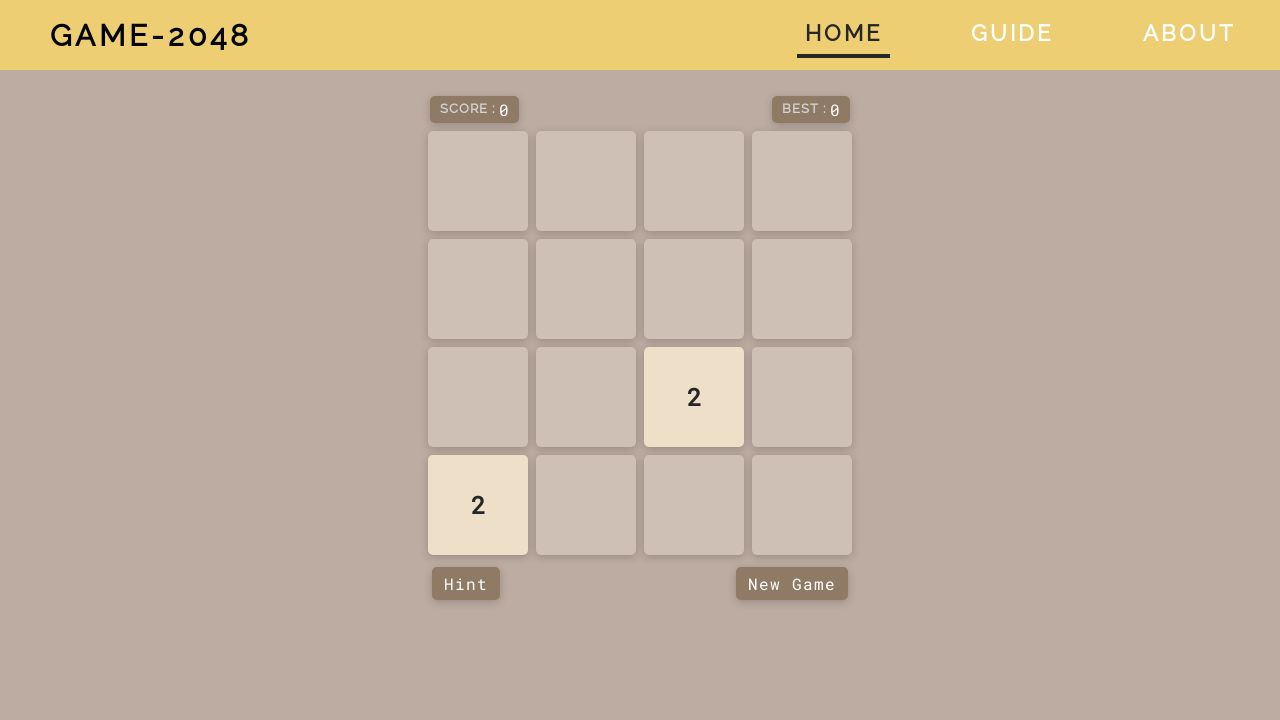 GAME-2048
HOME GUIDE ABOUT
SCORE : 0
BEST : 0
2
2
Hint
New Game